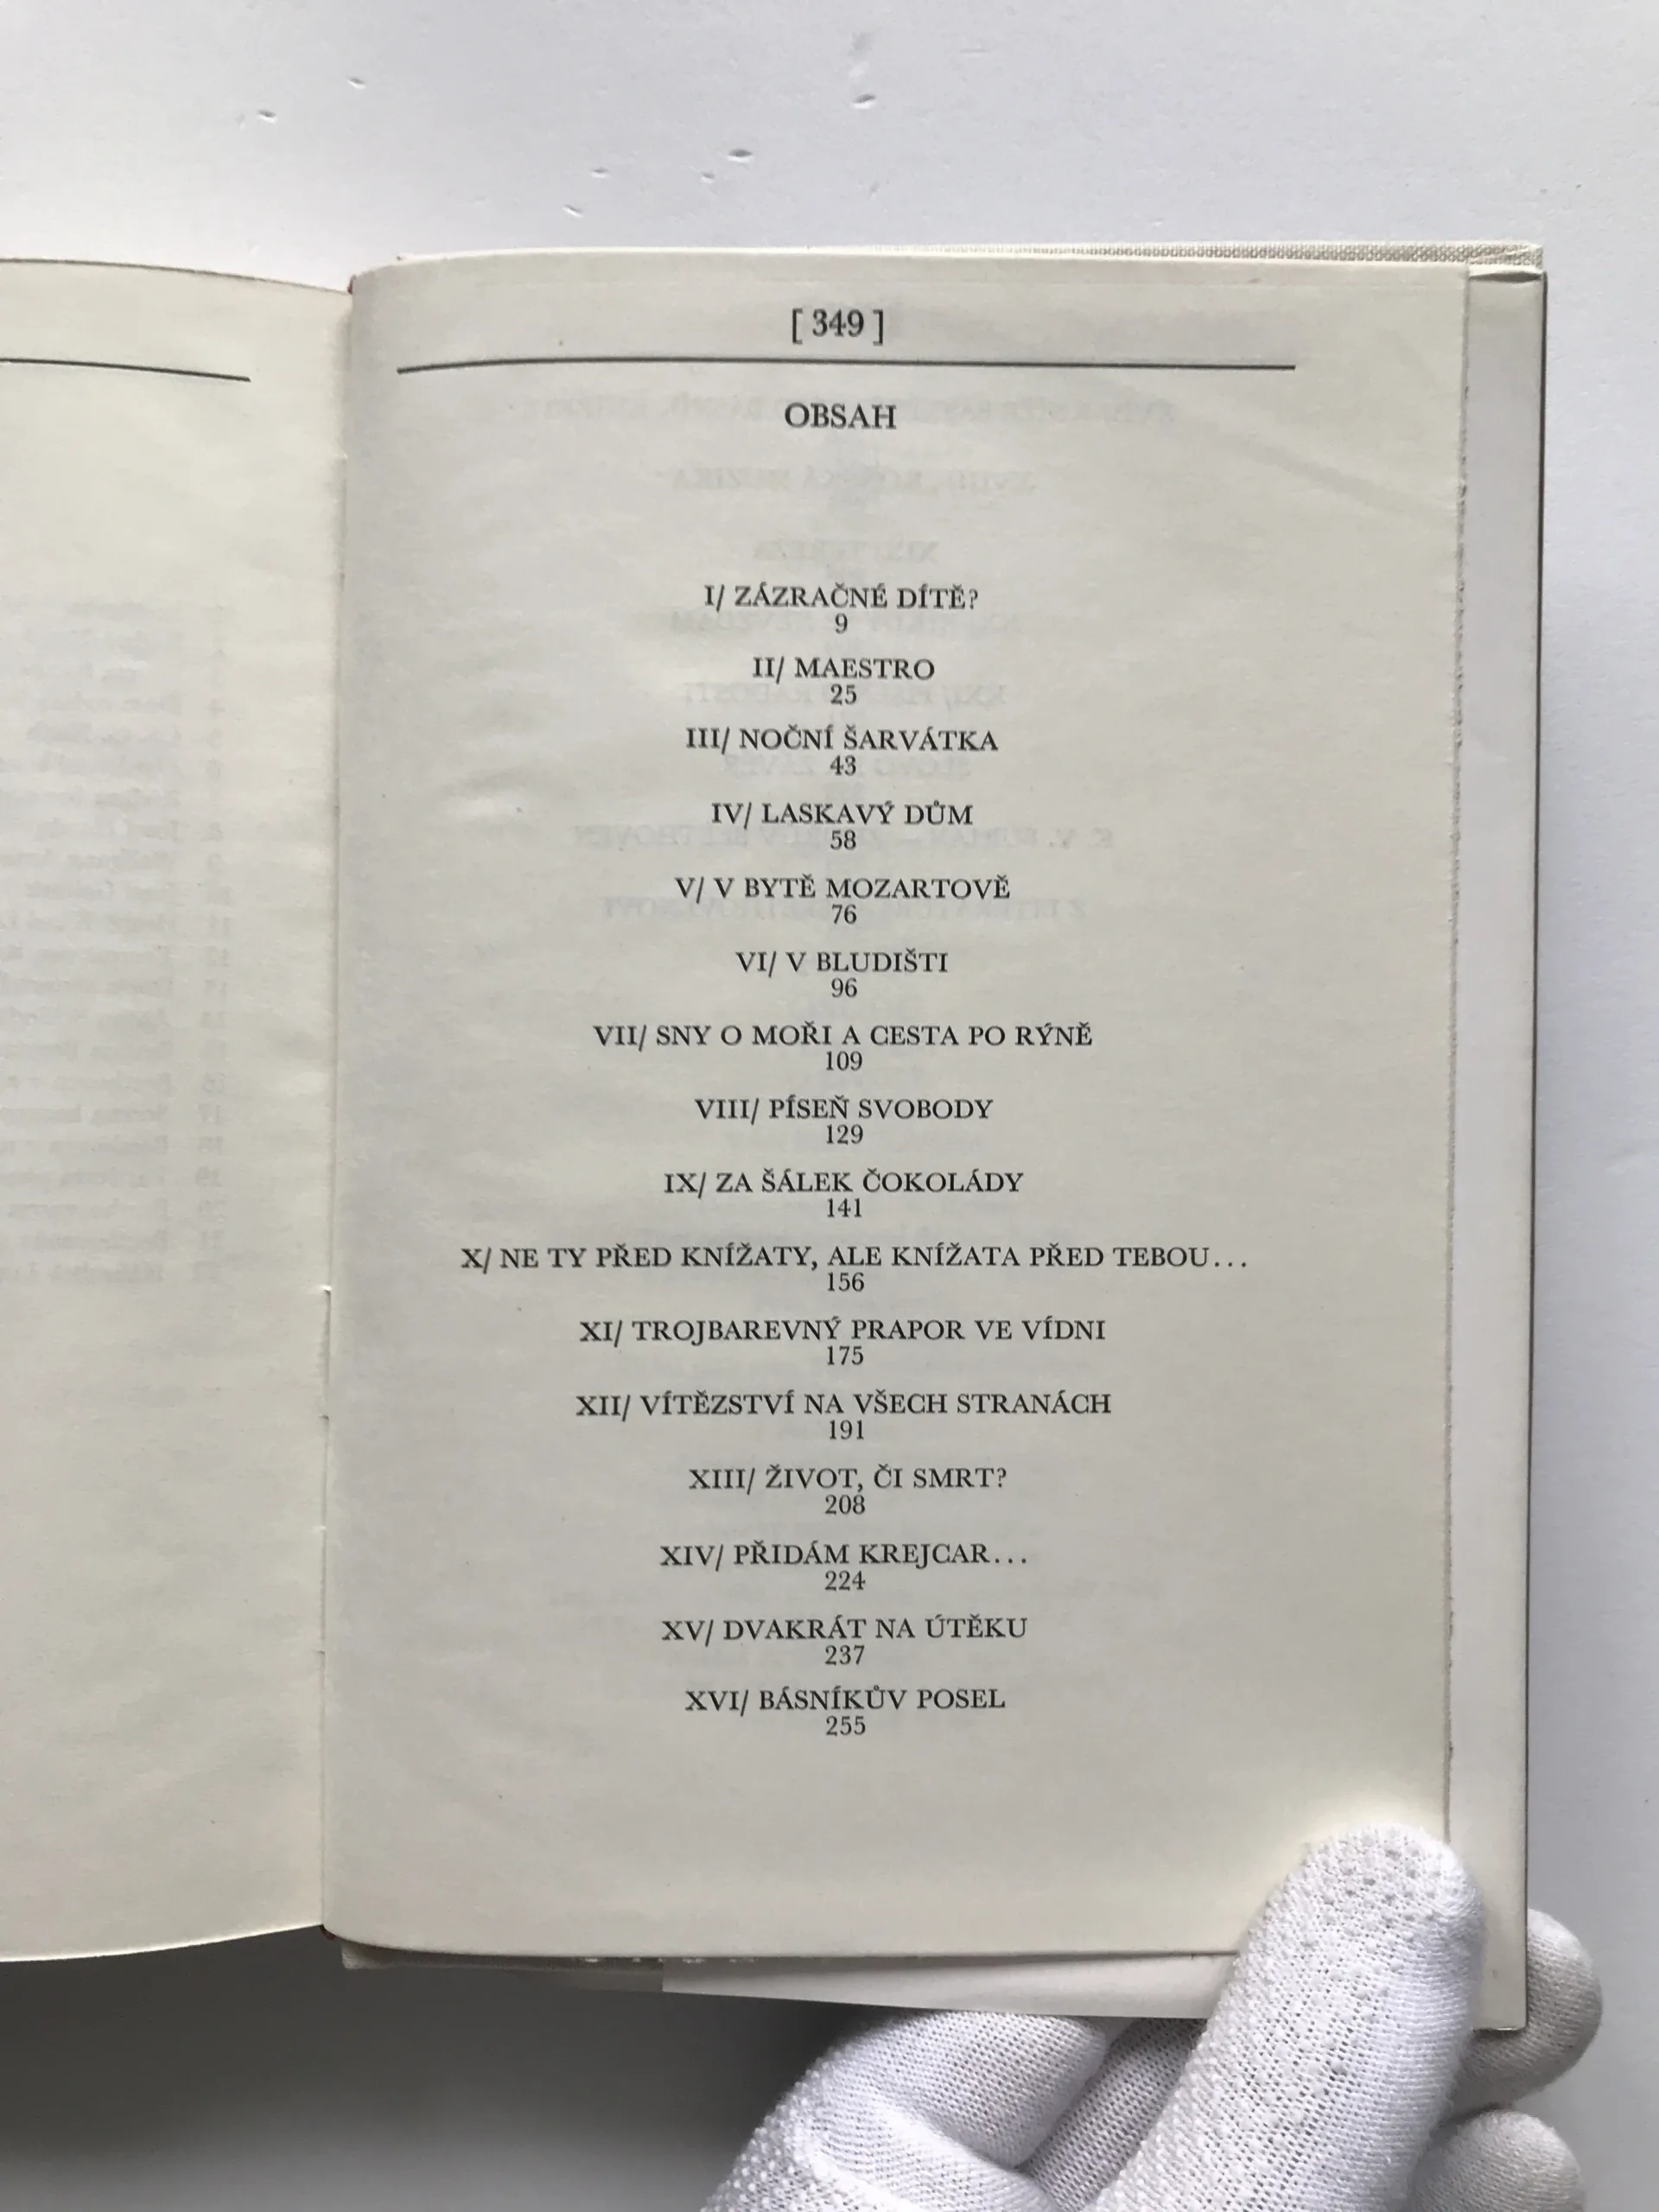 [ 349 ]
OBSAH
I/ ZÁZRAČNÉ DÍTĚ?
9
II/ MAESTRO
25
III/ NOČNÍ ŠARVÁTKA
43
IV/ LASKAVÝ DŮM
58
V/ V BYTĚ MOZARTOVĚ
76
VI/ V BLUDIŠTI
96
VII/ SNY O MOŘI A CESTA PO RÝNĚ
109
VIII/ PÍSEŇ SVOBODY
129
IX/ ZA ŠÁLEK ČOKOLÁDY
141
X/ NE TY PŘED KNÍŽATY, ALE KNÍŽATA PŘED TEBOU...
156
XI/ TROJBAREVNÝ PRAPOR VE VÍDNI
175
XII/ VÍTĚZSTVÍ NA VŠECH STRANÁCH
191
XIII/ ŽIVOT, ČI SMRT?
208
XIV/ PŘIDÁM KREJCAR...
224
XV/ DVAKRÁT NA ÚTĚKU
237
XVI/ BÁSNÍKŮV POSEL
255